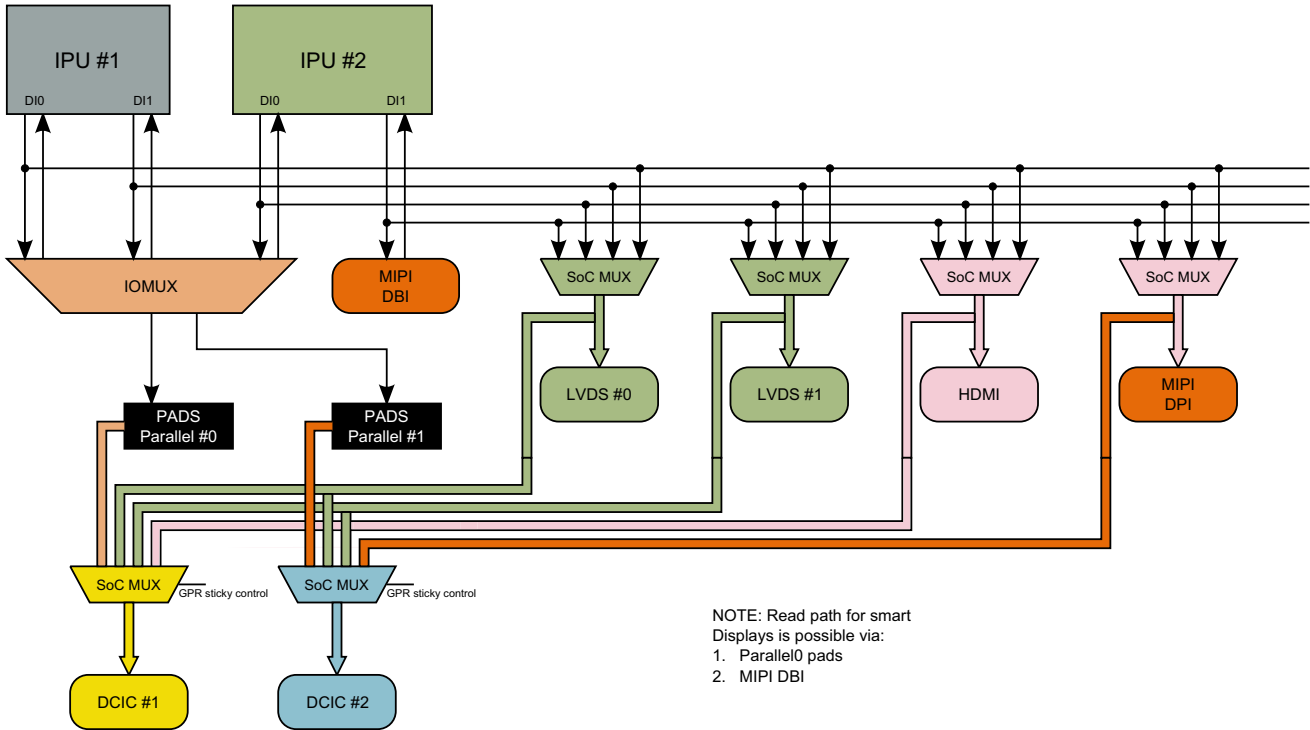 IPU #1
IPU #2
DI0
DI1
DI0
DI1
IOMUX
MIPI
DBI
SoC MUX
SoC MUX
SoC MUX
SoC MUX
LVDS #0
LVDS #1
HDMI
MIPI
DPI
PADS
Parallel #0
PADS
Parallel #1
SoC MUX
GPR sticky control
SoC MUX
GPR sticky control
NOTE: Read path for smart
Displays is possible via:
1. Parallel0 pads
2. MIPI DBI
DCIC #1
DCIC #2